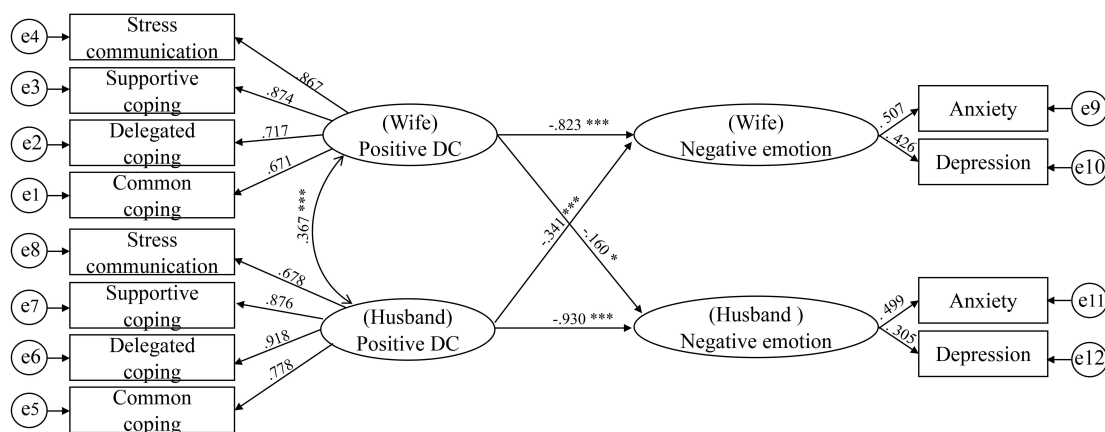 e4
Stress
communication
e3
Supportive
coping
e2
Delegated
coping
e1
Common
coping
e8
Stress
communication
e7
Supportive
coping
e6
Delegated
coping
e5
Common
coping
.867
.874
.717
.671
.367 ***
.678
.876
.918
.778
(Wife)
Positive DC
(Husband)
Positive DC
-.823 ***
-.341 ***
-.160 *
-.930 ***
(Wife)
Negative emotion
(Husband )
Negative emotion
.507
.426
.499
.305
Anxiety
e9
Depression
e10
Anxiety
e11
Depression
e12